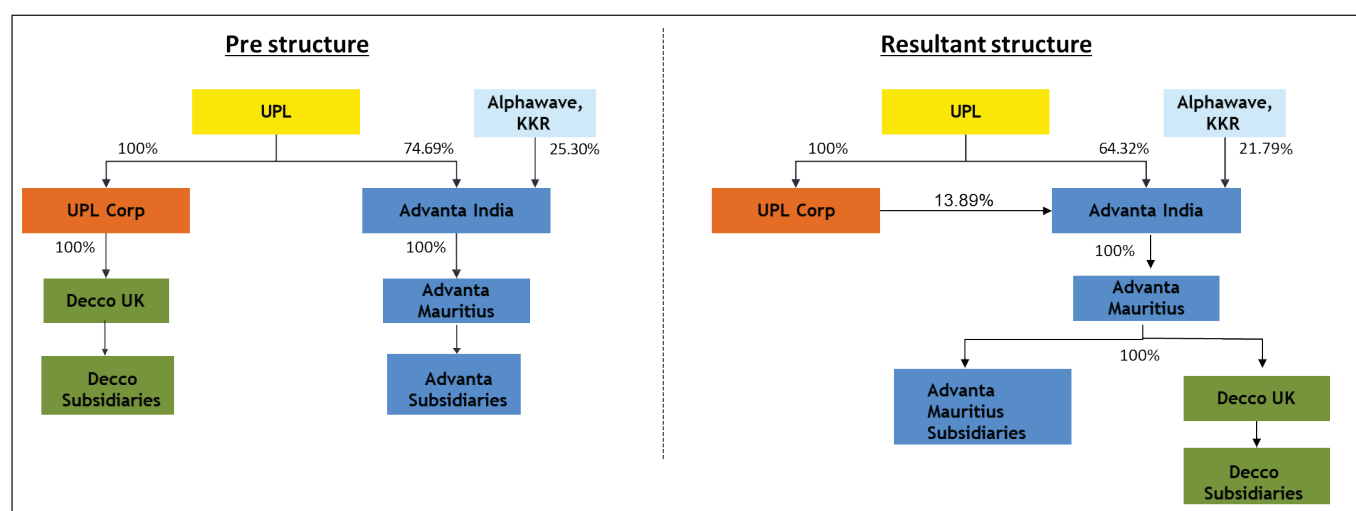 Pre structure
UPL
Alphawave,
KKR
100%
74.69%
25.30%
UPL Corp
Advanta India
100%
100%
Decco UK
Advanta
Mauritius
Decco
Subsidiaries
Advanta
Subsidiaries
Resultant structure
UPL
Alphawave,
KKR
100%
64.32%
21.79%
UPL Corp
13.89%
Advanta India
100%
Advanta
Mauritius
100%
Advanta
Mauritius
Subsidiaries
Decco UK
Decco
Subsidiaries